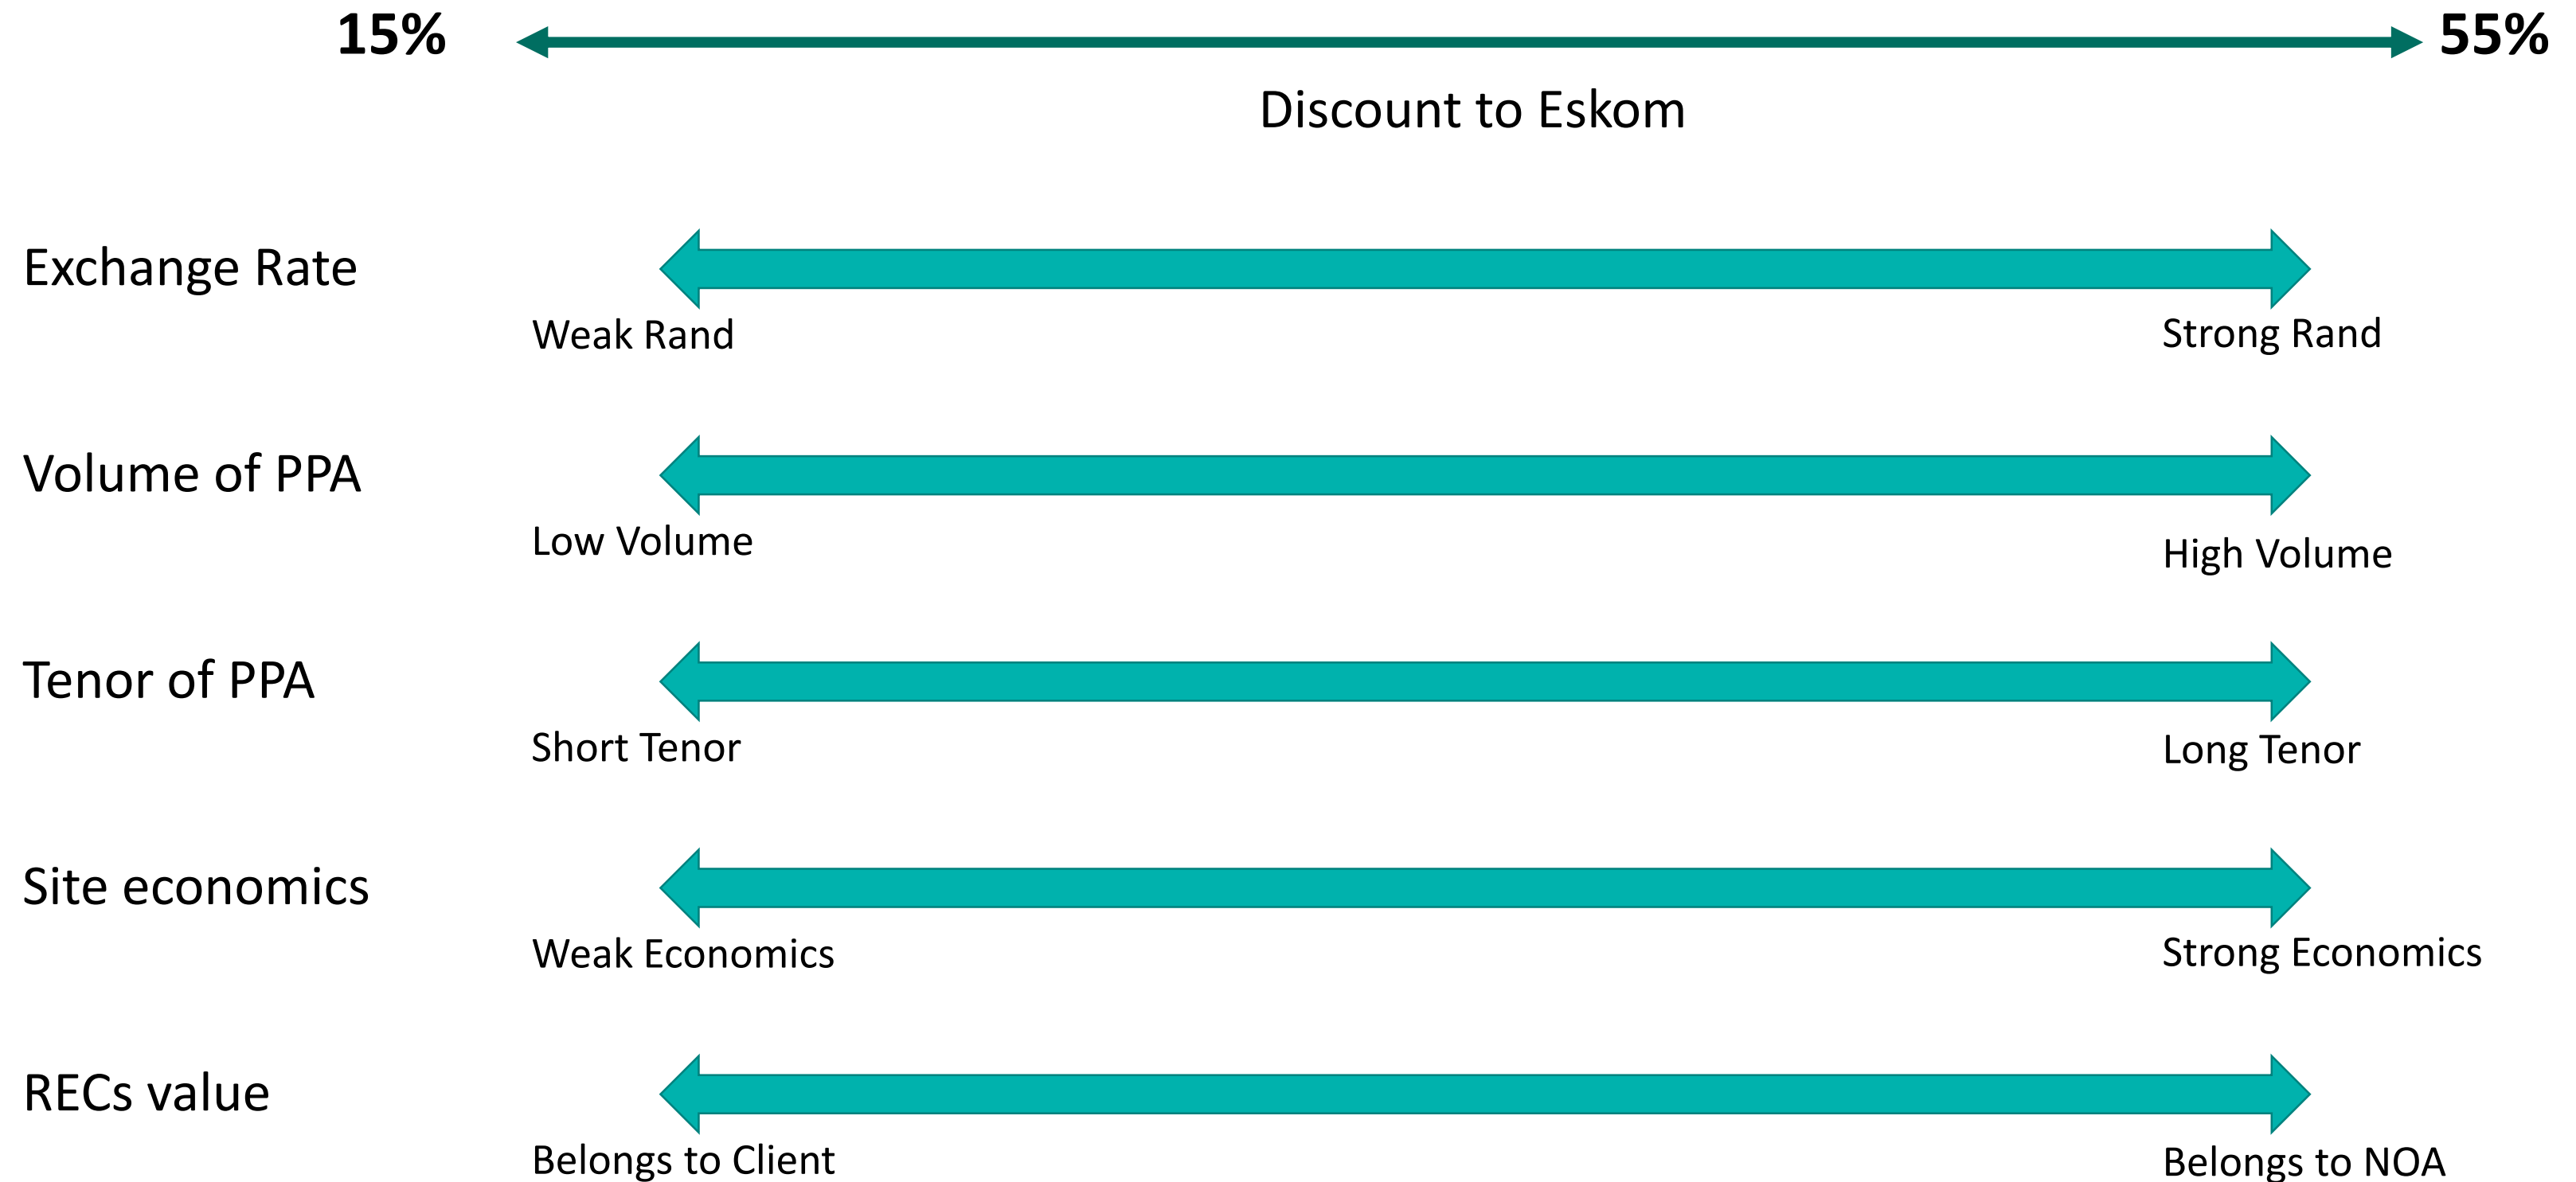 15%
55%
Discount to Eskom
Exchange Rate
Weak Rand
Strong Rand
Volume of PPA
Low Volume
High Volume
Tenor of PPA
Short Tenor
Long Tenor
Site economics
Weak Economics
Strong Economics
RECs value
Belongs to Client
Belongs to NOA